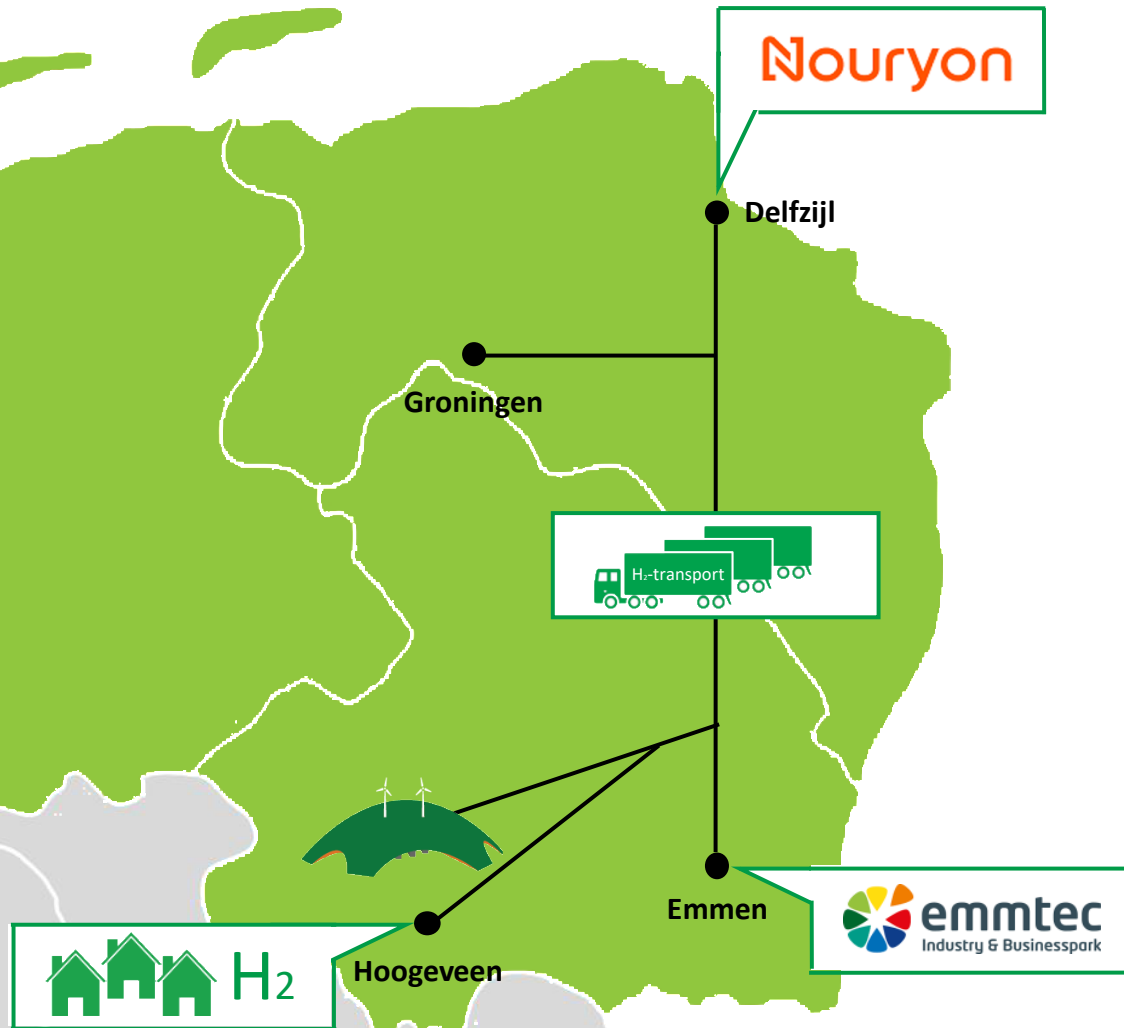 Nouryon
Delfzijl
Groningen
H₂-transport
Emmen
emmtec
Industry & Businesspark
Hoogeveen
H₂